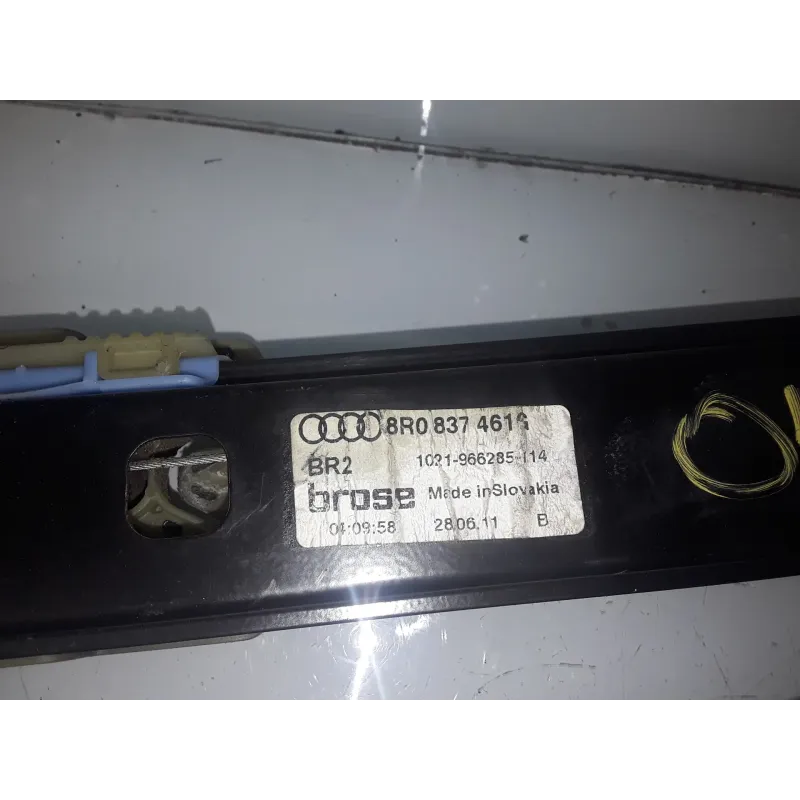 8R0 837 461
BR2 1021-966285-114
brose Made inSlovakia
04:09:58 28.06.11 B